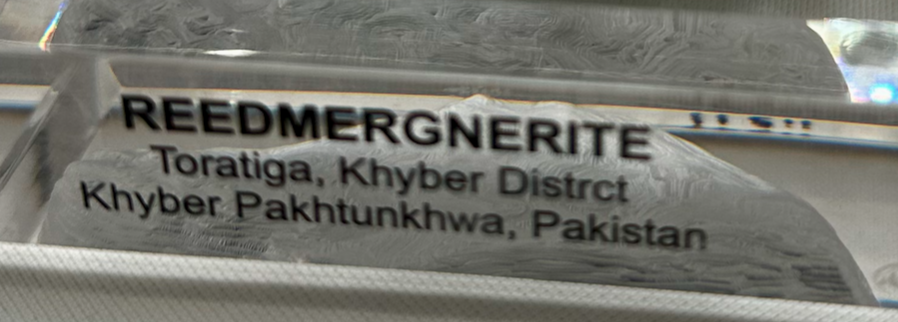 REEDMERGNERITE
Toratiga, Khyber Distrct
Khyber Pakhtunkhwa, Pakistan